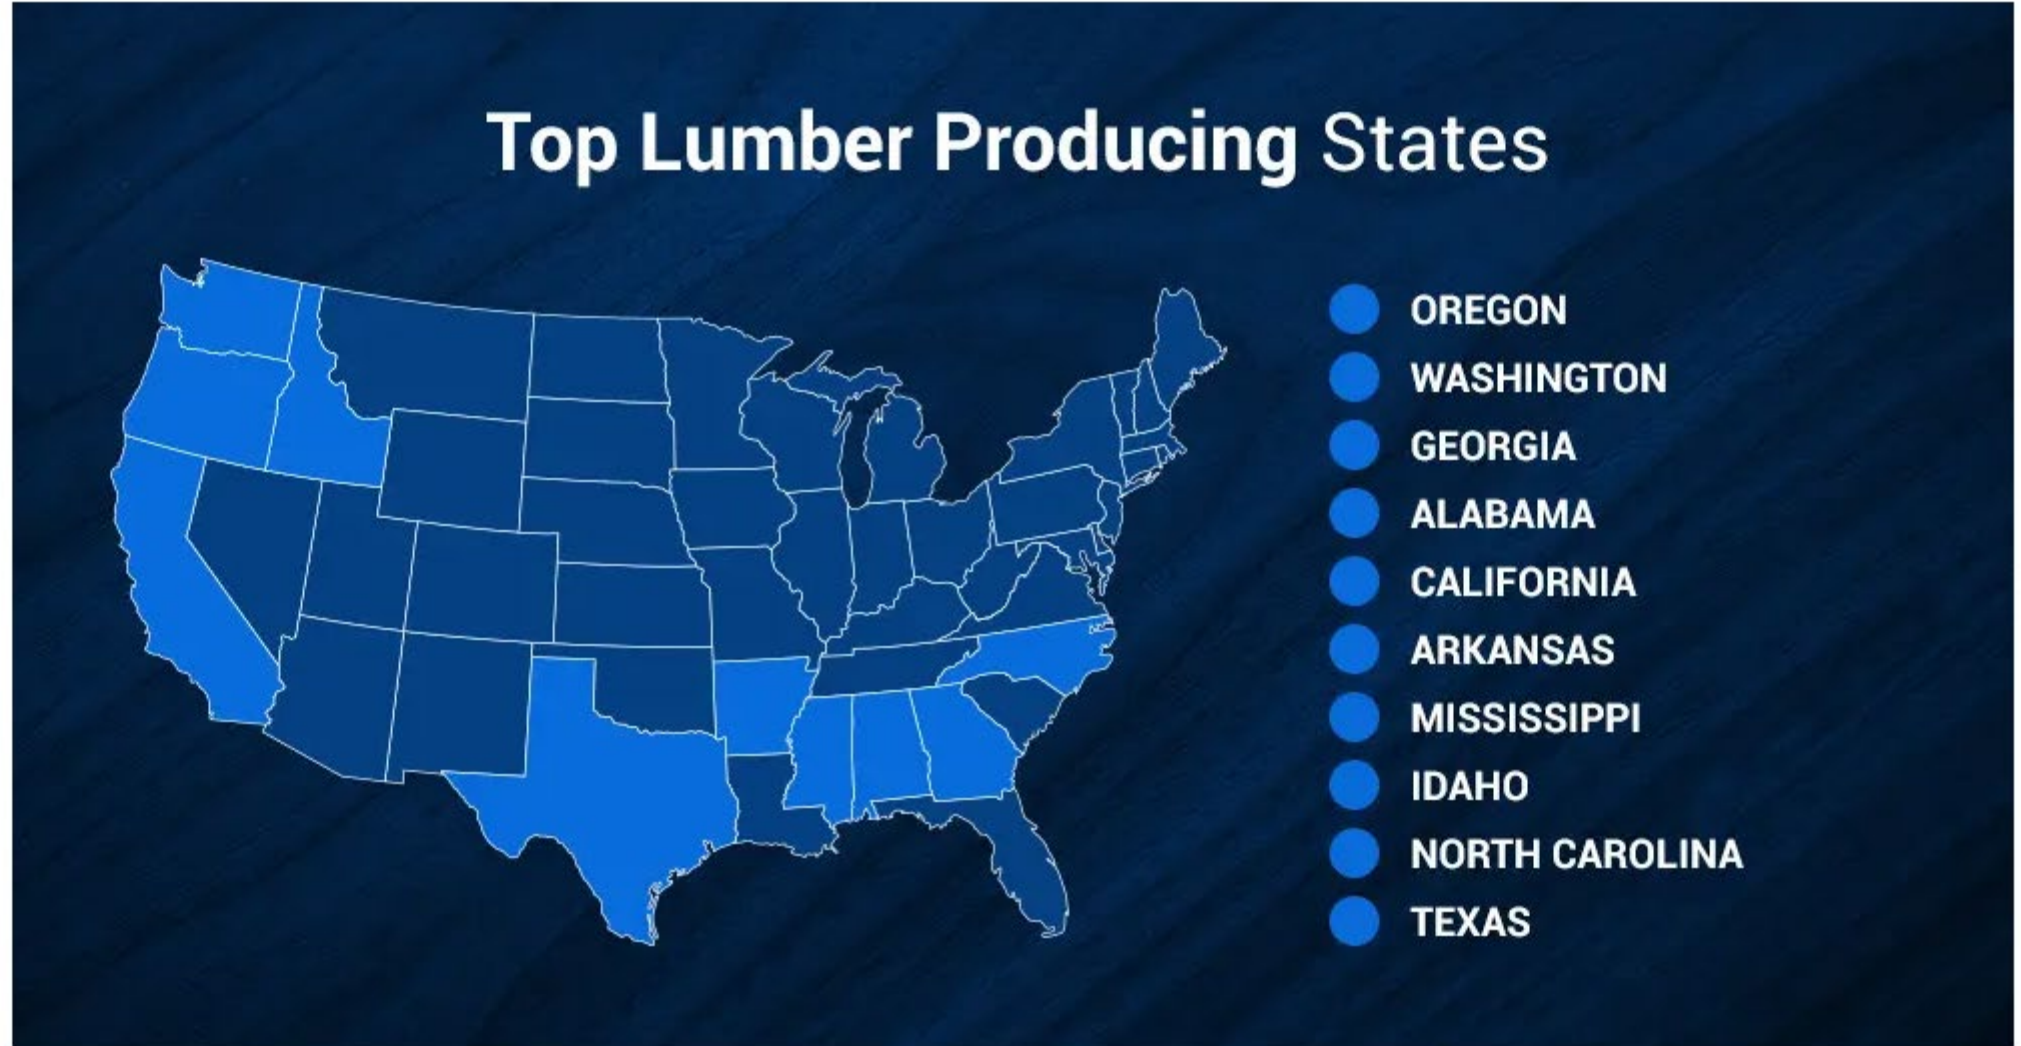 Top Lumber Producing States
OREGON
WASHINGTON
GEORGIA
ALABAMA
CALIFORNIA
ARKANSAS
MISSISSIPPI
IDAHO
NORTH CAROLINA
TEXAS